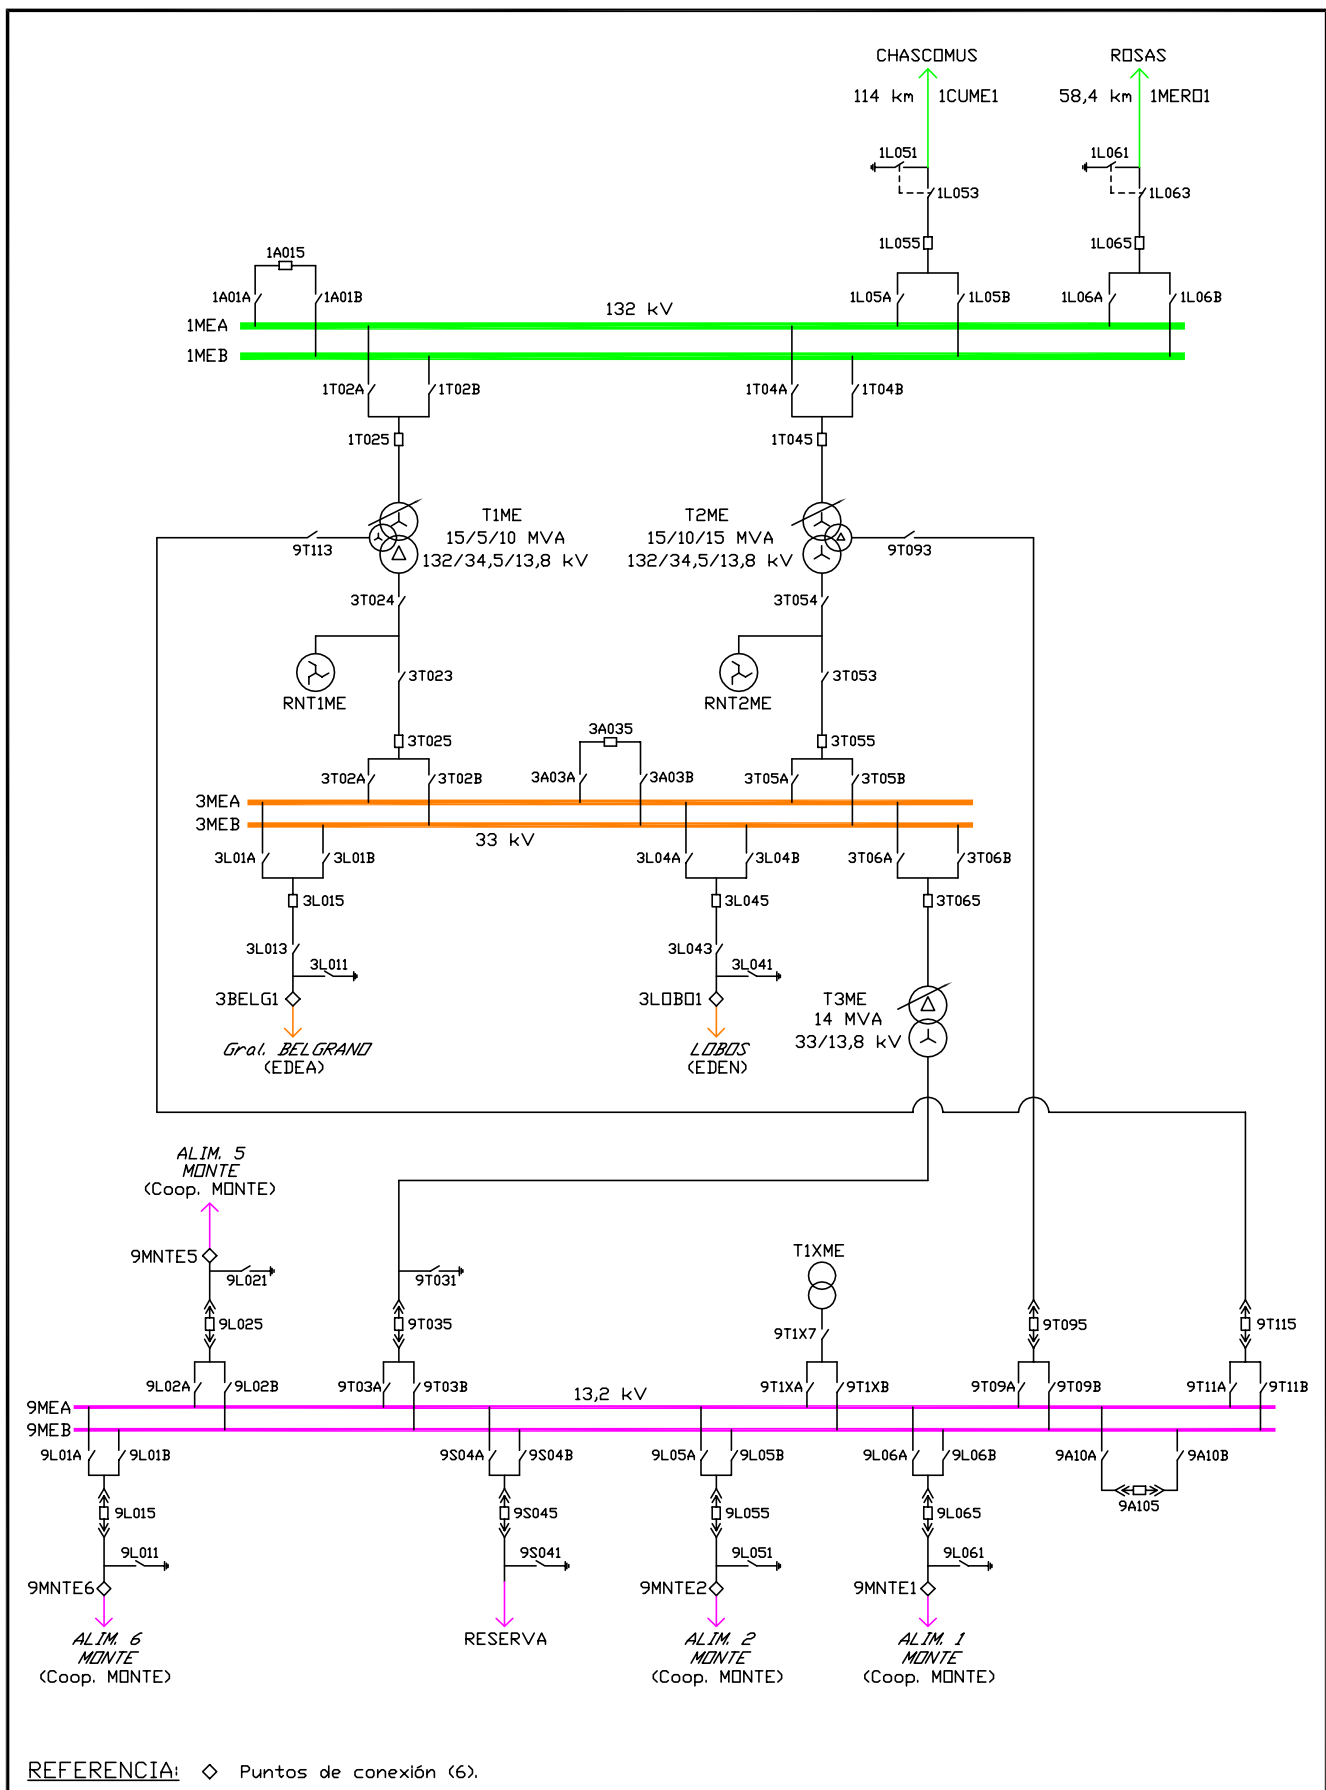 CHASCOMUS
ROSAS
114 km
1CUME1
58,4 km
1MERO1
1L051
1L061
1L053
1L063
1L055
1L065
1A015
1A01A
1A01B
1L05A
1L05B
1L06A
1L06B
132 kV
1MEA
1MEB
1T02A
1T02B
1T04A
1T04B
1T025
1T045
T1ME
15/5/10 MVA
132/34,5/13,8 kV
T2ME
15/10/15 MVA
132/34,5/13,8 kV
9T113
9T093
3T024
3T054
RNT1ME
3T023
RNT2ME
3T053
3T025
3A035
3T055
3T02A
3T02B
3A03A
3A03B
3T05A
3T05B
3MEA
3MEB
33 kV
3L01A
3L01B
3L04A
3L04B
3T06A
3T06B
3L015
3L045
3T065
3L013
3L011
3L043
3L041
3BELG1
3LOBO1
T3ME
14 MVA
33/13,8 kV
Gral. BELGRANO
(EDEA)
LOBOS
(EDEN)
ALIM. 5
MONTE
(Coop. MONTE)
9MNTE5
9L021
9T031
T1XME
9L025
9T035
9T1X7
9T095
9T115
9L02A
9L02B
9T03A
9T03B
13,2 kV
9T1XA
9T1XB
9T09A
9T09B
9T11A
9T11B
9MEA
9MEB
9L01A
9L01B
9S04A
9S04B
9L05A
9L05B
9L06A
9L06B
9A10A
9A10B
9L015
9S045
9L055
9L065
9A105
9L011
9S041
9L051
9L061
9MNTE6
9MNTE2
9MNTE1
ALIM. 6
MONTE
(Coop. MONTE)
RESERVA
ALIM. 2
MONTE
(Coop. MONTE)
ALIM. 1
MONTE
(Coop. MONTE)
REFERENCIA: Puntos de conexión (6).